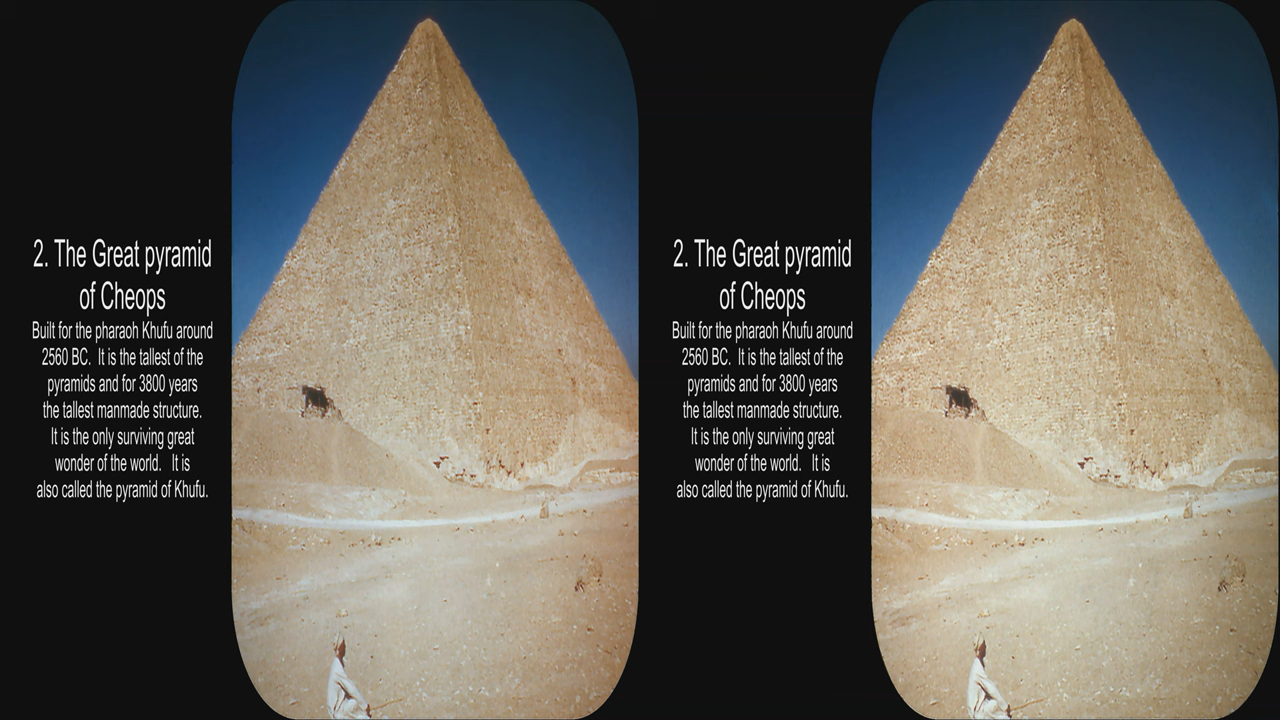 2. The Great pyramid
of Cheops
Built for the pharaoh Khufu around
2560 BC.  It is the tallest of the
pyramids and for 3800 years
the tallest manmade structure.
It is the only surviving great
wonder of the world.   It is
also called the pyramid of Khufu.
2. The Great pyramid
of Cheops
Built for the pharaoh Khufu around
2560 BC.  It is the tallest of the
pyramids and for 3800 years
the tallest manmade structure.
It is the only surviving great
wonder of the world.   It is
also called the pyramid of Khufu.